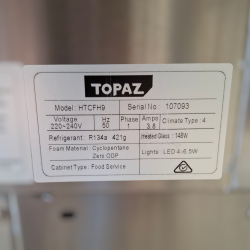 TOPAZ
Model: HTCFH9 Serial No: 107093
Voltage 220~240V Hz 50 Phase 1 Amps 3.8 Climate Type: 4
Refrigerant: R134a 421g Heated Glass: 148W
Foam Material: Cyclopentane Zero ODP Lights: LED 4-6.5W
Cabinet Type: Food Service